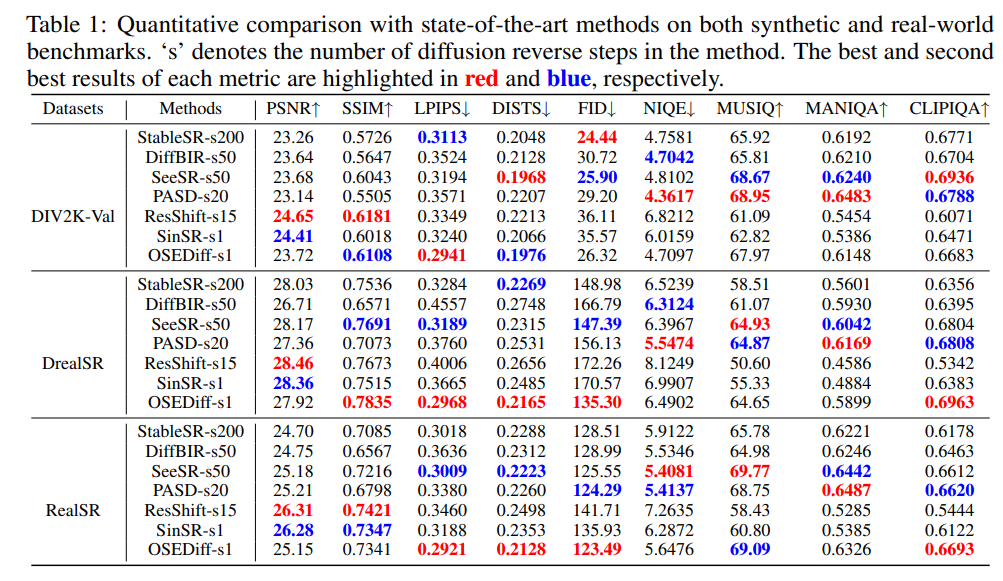 Table 1: Quantitative comparison with state-of-the-art methods on both synthetic and real-world
benchmarks. ‘s’ denotes the number of diffusion reverse steps in the method. The best and second
best results of each metric are highlighted in red and blue, respectively.
Datasets Methods PSNR↑ SSIM↑ LPIPS↓ DISTS↓ FID↓ NIQE↓ MUSIQ↑ MANIQA↑ CLIPIQA↑
StableSR-s200 23.26 0.5726 0.3113 0.2048 24.44 4.7581 65.92 0.6192 0.6771
DiffBIR-s50 23.64 0.5647 0.3524 0.2128 30.72 4.7042 65.81 0.6210 0.6704
SeeSR-s50 23.68 0.6043 0.3194 0.1968 25.90 4.8102 68.67 0.6240 0.6936
PASD-s20 23.14 0.5505 0.3571 0.2207 29.20 4.3617 68.95 0.6483 0.6788
DIV2K-Val ResShift-s15 24.65 0.6181 0.3349 0.2213 36.11 6.8212 61.09 0.5454 0.6071
SinSR-s1 24.41 0.6018 0.3240 0.2066 35.57 6.0159 62.82 0.5386 0.6471
OSEDiff-s1 23.72 0.6108 0.2941 0.1976 26.32 4.7097 67.97 0.6148 0.6683
StableSR-s200 28.03 0.7536 0.3284 0.2269 148.98 6.5239 58.51 0.5601 0.6356
DiffBIR-s50 26.71 0.6571 0.4557 0.2748 166.79 6.3124 61.07 0.5930 0.6395
SeeSR-s50 28.17 0.7691 0.3189 0.2315 147.39 6.3967 64.93 0.6042 0.6804
PASD-s20 27.36 0.7073 0.3760 0.2531 156.13 5.5474 64.87 0.6169 0.6808
DrealSR ResShift-s15 28.46 0.7673 0.4006 0.2656 172.26 8.1249 50.60 0.4586 0.5342
SinSR-s1 28.36 0.7515 0.3665 0.2485 170.57 6.9907 55.33 0.4884 0.6383
OSEDiff-s1 27.92 0.7835 0.2968 0.2165 135.30 6.4902 64.65 0.5899 0.6963
StableSR-s200 24.70 0.7085 0.3018 0.2288 128.51 5.9122 65.78 0.6221 0.6178
DiffBIR-s50 24.75 0.6567 0.3636 0.2312 128.99 5.5346 64.98 0.6246 0.6463
SeeSR-s50 25.18 0.7216 0.3009 0.2223 125.55 5.4081 69.77 0.6442 0.6612
PASD-s20 25.21 0.6798 0.3380 0.2260 124.29 5.4137 68.75 0.6487 0.6620
RealSR ResShift-s15 26.31 0.7421 0.3460 0.2498 141.71 7.2635 58.43 0.5285 0.5444
SinSR-s1 26.28 0.7347 0.3188 0.2353 135.93 6.2872 60.80 0.5385 0.6122
OSEDiff-s1 25.15 0.7341 0.2921 0.2128 123.49 5.6476 69.09 0.6326 0.6693